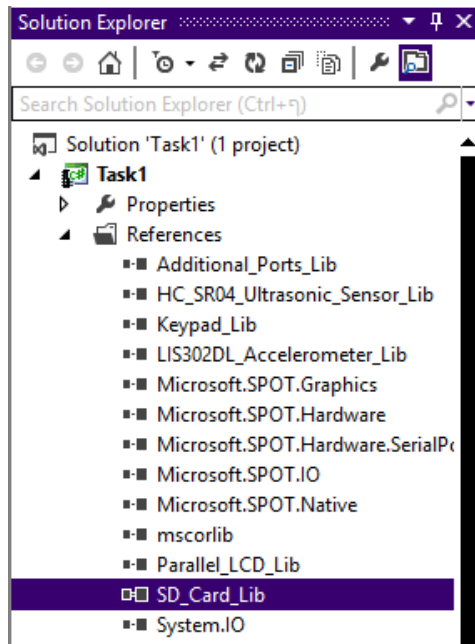 Solution Explorer
Search Solution Explorer (Ctrl+ר)
Solution 'Task1' (1 project)
C# Task1
Properties
References
Additional_Ports_Lib
HC_SR04_Ultrasonic_Sensor_Lib
Keypad_Lib
LIS302DL_Accelerometer_Lib
Microsoft.SPOT.Graphics
Microsoft.SPOT.Hardware
Microsoft.SPOT.Hardware.SerialPo
Microsoft.SPOT.IO
Microsoft.SPOT.Native
mscorlib
Parallel_LCD_Lib
SD_Card_Lib
System.IO